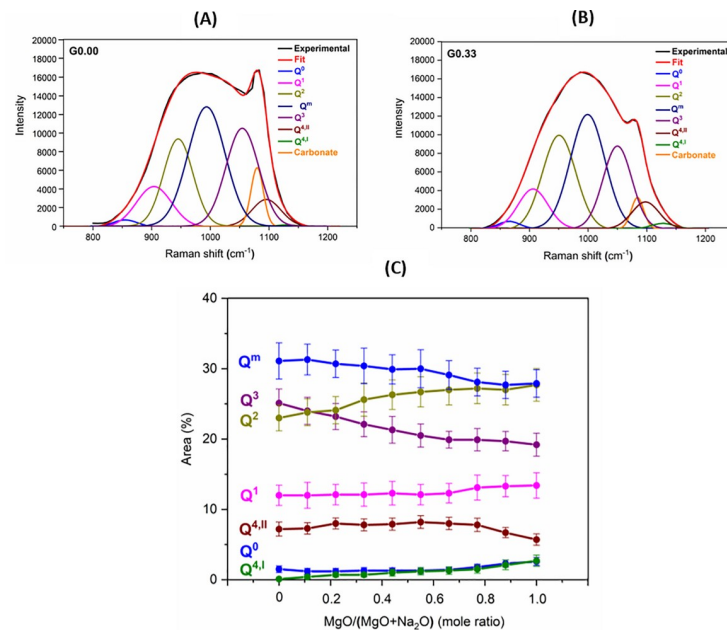 (A)
G0.00
20000
18000
16000
14000
12000
10000
8000
6000
4000
2000
0
Intensity
800
900
1000
1100
1200
Raman shift (cm⁻¹)
Experimental
Fit
Q⁰
Q¹
Q²
Qᵐ
Q³
Q⁴,ᴵᴵ
Q⁴,ᴵ
Carbonate
(B)
G0.33
20000
18000
16000
14000
12000
10000
8000
6000
4000
2000
0
Intensity
800
900
1000
1100
1200
Raman shift (cm⁻¹)
Experimental
Fit
Q⁰
Q¹
Q²
Qᵐ
Q³
Q⁴,ᴵᴵ
Q⁴,ᴵ
Carbonate
(C)
40
30
20
10
0
Area (%)
Qᵐ
Q³
Q²
Q¹
Q⁴,ᴵᴵ
Q⁰
Q⁴,ᴵ
0
0.2
0.4
0.6
0.8
1.0
MgO/(MgO+Na₂O) (mole ratio)